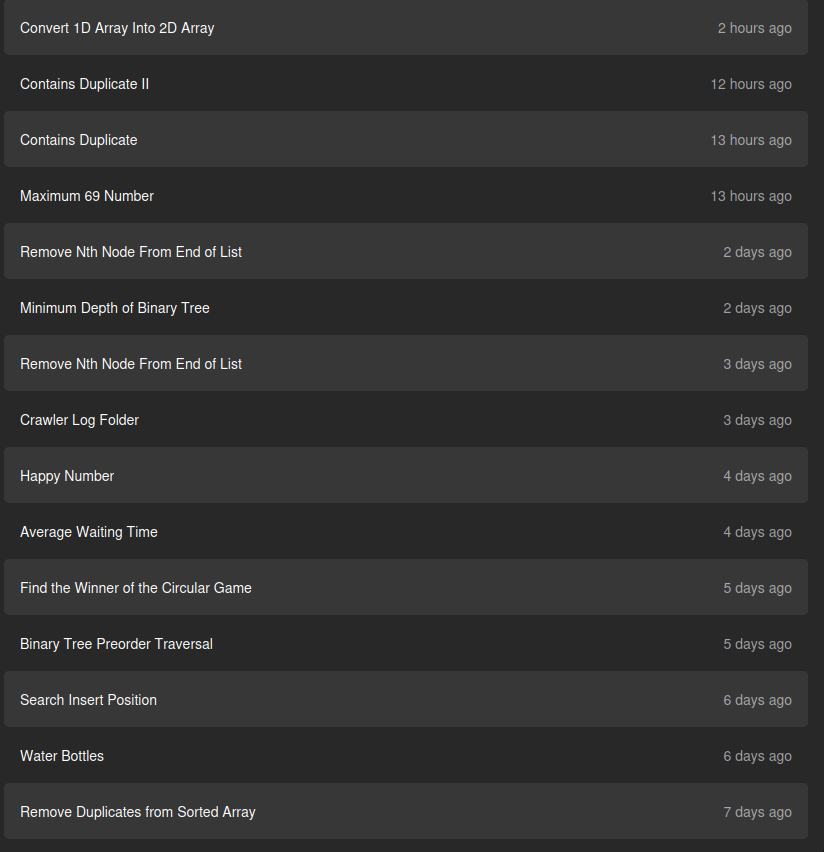 Convert 1D Array Into 2D Array 2 hours ago
Contains Duplicate II 12 hours ago
Contains Duplicate 13 hours ago
Maximum 69 Number 13 hours ago
Remove Nth Node From End of List 2 days ago
Minimum Depth of Binary Tree 2 days ago
Remove Nth Node From End of List 3 days ago
Crawler Log Folder 3 days ago
Happy Number 4 days ago
Average Waiting Time 4 days ago
Find the Winner of the Circular Game 5 days ago
Binary Tree Preorder Traversal 5 days ago
Search Insert Position 6 days ago
Water Bottles 6 days ago
Remove Duplicates from Sorted Array 7 days ago